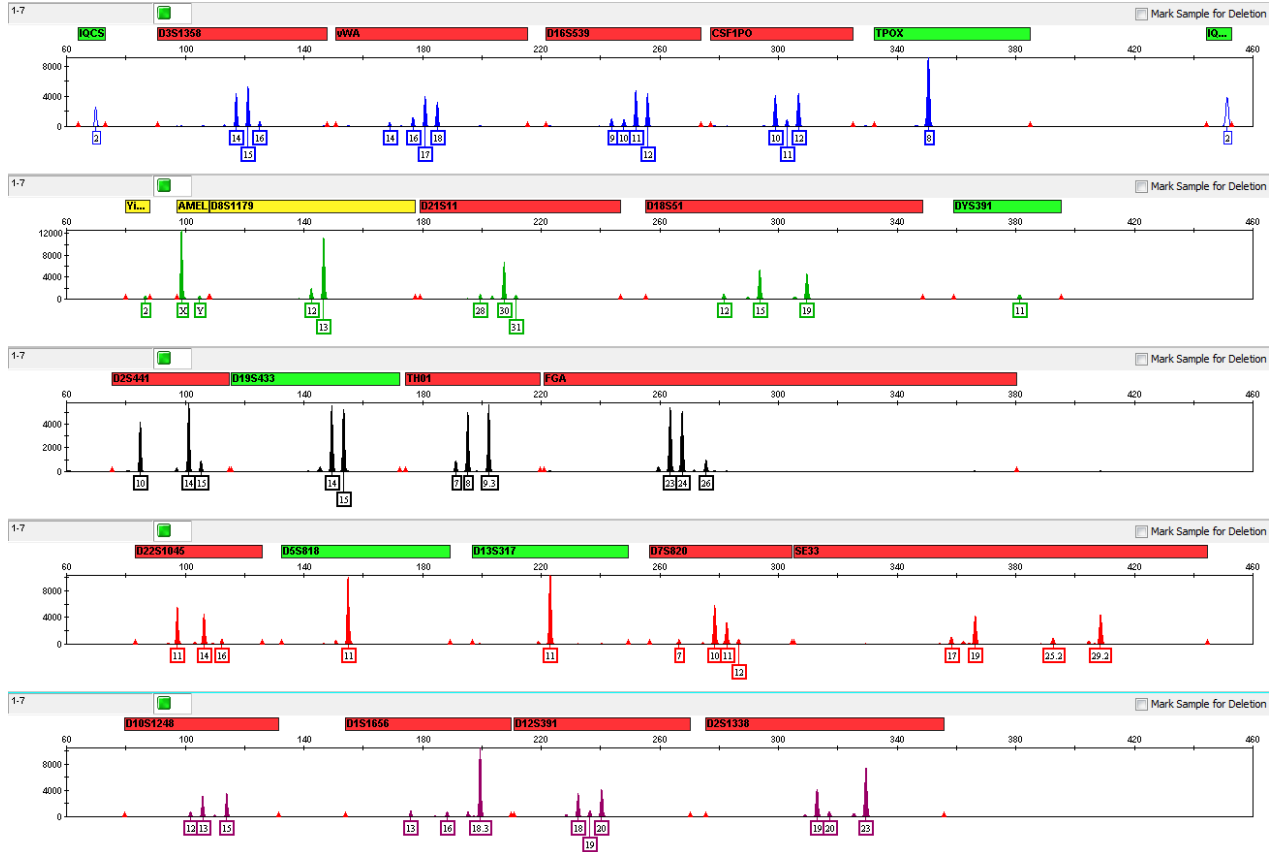 1-7 Mark Sample for Deletion
IQCS D3S1358 vWA D16S539 CSF1PO TPOX IQ...
60 100 140 180 220 260 300 340 380 420 460
8000
4000
0
2 14 16 14 16 18 9 10 11 10 12 8 2
15 17 12 11
1-7 Mark Sample for Deletion
Yi... AMEL D8S1179 D21S11 D18S51 DYS391
60 100 140 180 220 260 300 340 380 420 460
12000
8000
4000
0
2 X Y 12 28 30 31 12 15 19 11
13
1-7 Mark Sample for Deletion
D2S441 D19S433 TH01 FGA
60 100 140 180 220 260 300 340 380 420 460
4000
2000
0
10 14 15 14 7 8 9.3 23 24 26
15
1-7 Mark Sample for Deletion
D22S1045 D5S818 D13S317 D7S820 SE33
60 100 140 180 220 260 300 340 380 420 460
8000
4000
0
11 14 16 11 11 7 10 11 17 19 25.2 29.2
12
1-7 Mark Sample for Deletion
D10S1248 D1S1656 D12S391 D2S1338
60 100 140 180 220 260 300 340 380 420 460
8000
4000
0
12 13 15 13 16 18.3 18 20 19 20 23
19